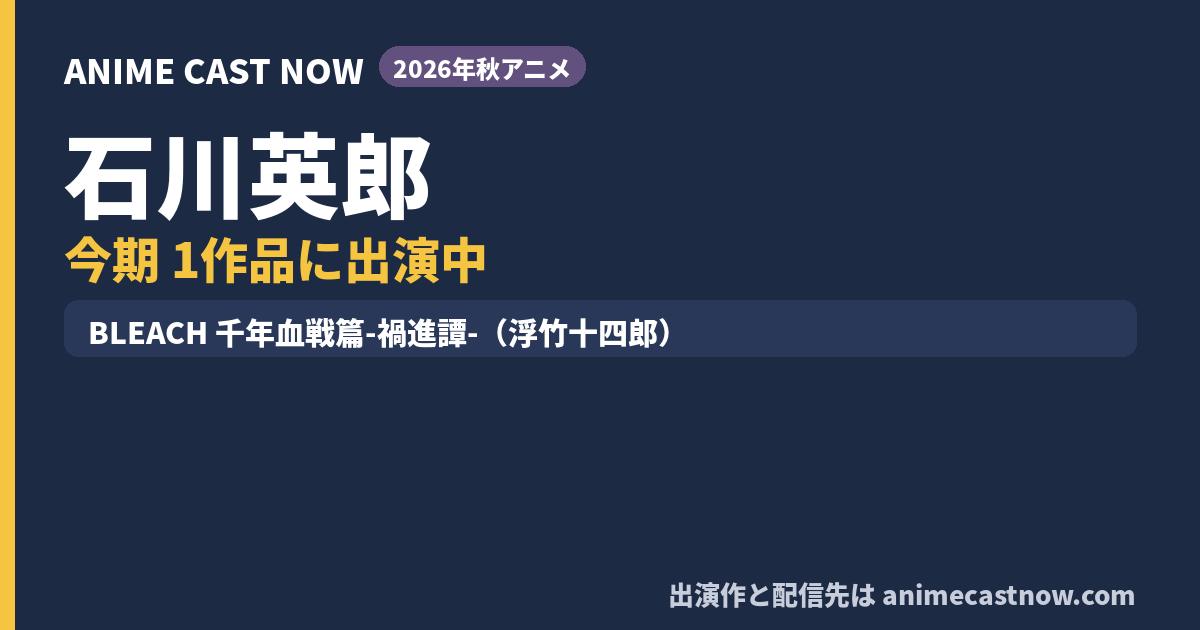 ANIME CAST NOW 2026年秋アニメ
石川英郎
今期 1作品に出演中
BLEACH 千年血戦篇-禍進譚-（浮竹十四郎）
出演作と配信先は animecastnow.com